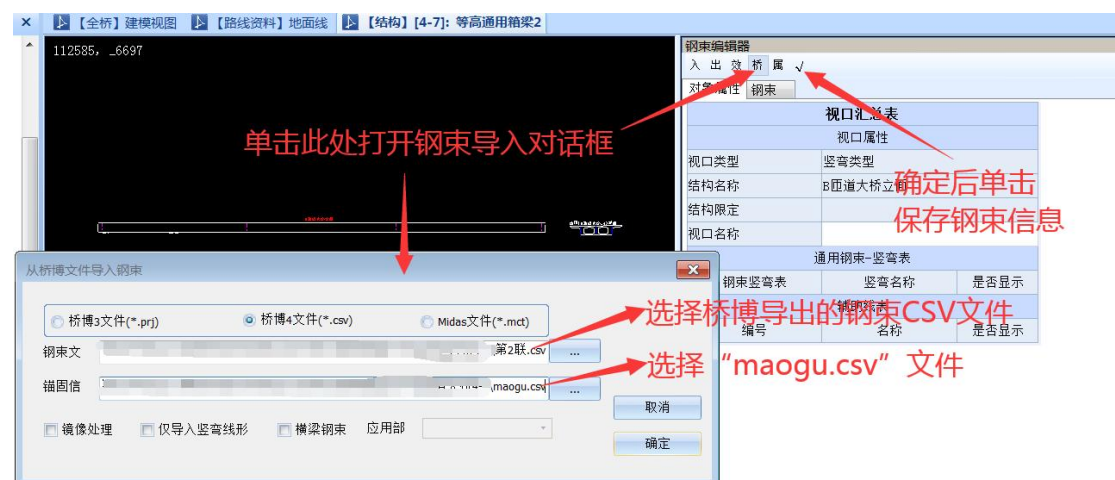 × 【全桥】建模视图 【路线资料】地面线 【结构】[4-7]: 等高通用箱梁2
112585, _6697
钢束编辑器
入 出 效 桥 属 √
对象属性 钢束
视口汇总表
视口属性
视口类型 竖弯类型
结构名称 B匝道大桥立面
结构限定
视口名称
通用钢束-竖弯表
钢束竖弯表 竖弯名称 是否显示
辅助线表
编号 名称 是否显示
单击此处打开钢束导入对话框
确定后单击
保存钢束信息
从桥博文件导入钢束
桥博3文件(*.prj) 桥博4文件(*.csv) Midas文件(*.mct)
钢束文 第2联.csv ...
锚固信 \maogu.csv ...
选择桥博导出的钢束CSV文件
选择“maogu.csv”文件
取消
镜像处理 仅导入竖弯线形 横梁钢束 应用部
确定